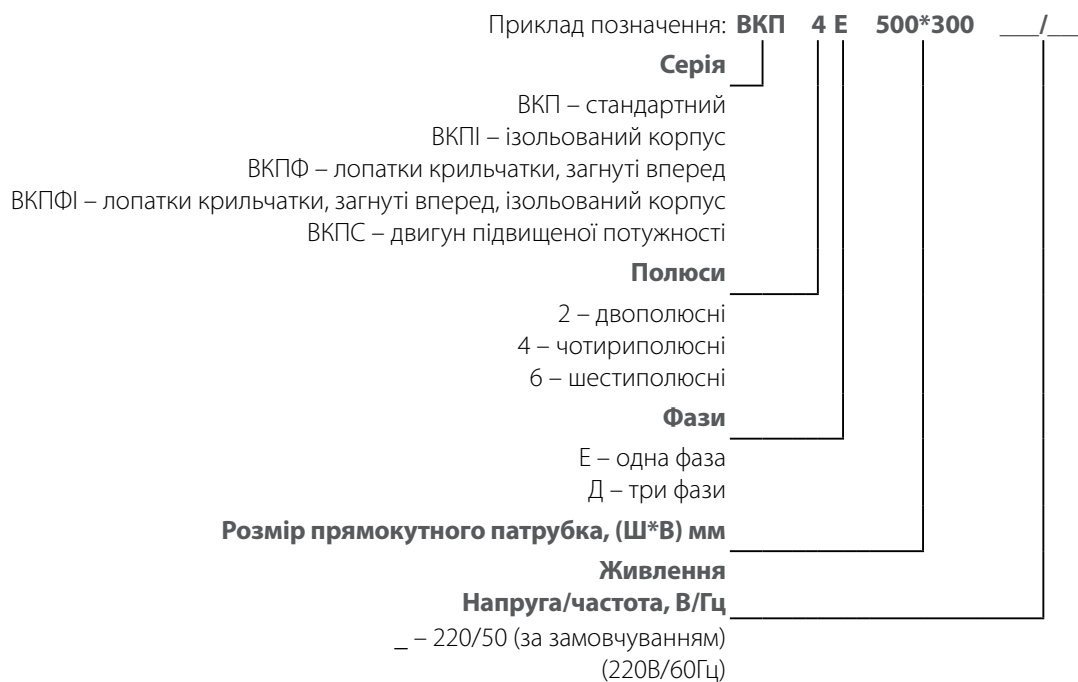 Приклад позначення: ВКП 4 Е 500*300 ___/___
Серія
ВКП – стандартний
ВКПІ – ізольований корпус
ВКПФ – лопатки крильчатки, загнуті вперед
ВКПФІ – лопатки крильчатки, загнуті вперед, ізольований корпус
ВКПС – двигун підвищеної потужності
Полюси
2 – двополюсні
4 – чотириполюсні
6 – шестиполюсні
Фази
Е – одна фаза
Д – три фази
Розмір прямокутного патрубка, (Ш*В) мм
Живлення
Напруга/частота, В/Гц
_ – 220/50 (за замовчуванням)
(220В/60Гц)